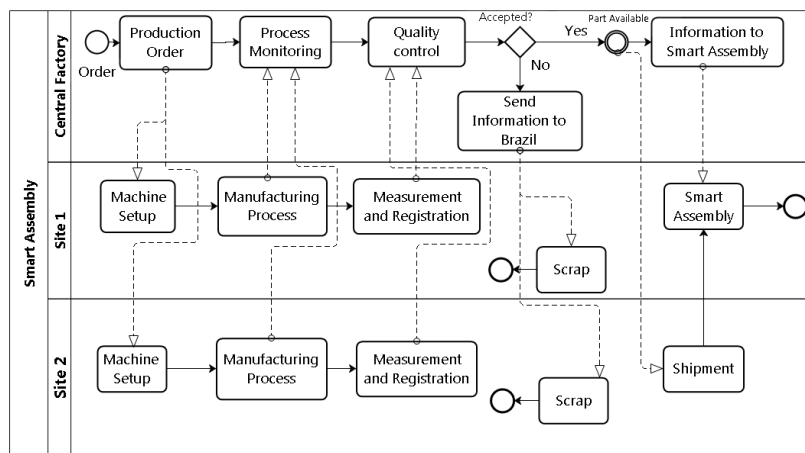 Smart Assembly
Central Factory
Order
Production
Order
Process
Monitoring
Quality
control
Accepted?
Yes
No
Part Available
Information to
Smart Assembly
Send
Information to
Brazil
Site 1
Machine
Setup
Manufacturing
Process
Measurement
and Registration
Scrap
Smart
Assembly
Site 2
Machine
Setup
Manufacturing
Process
Measurement
and Registration
Scrap
Shipment